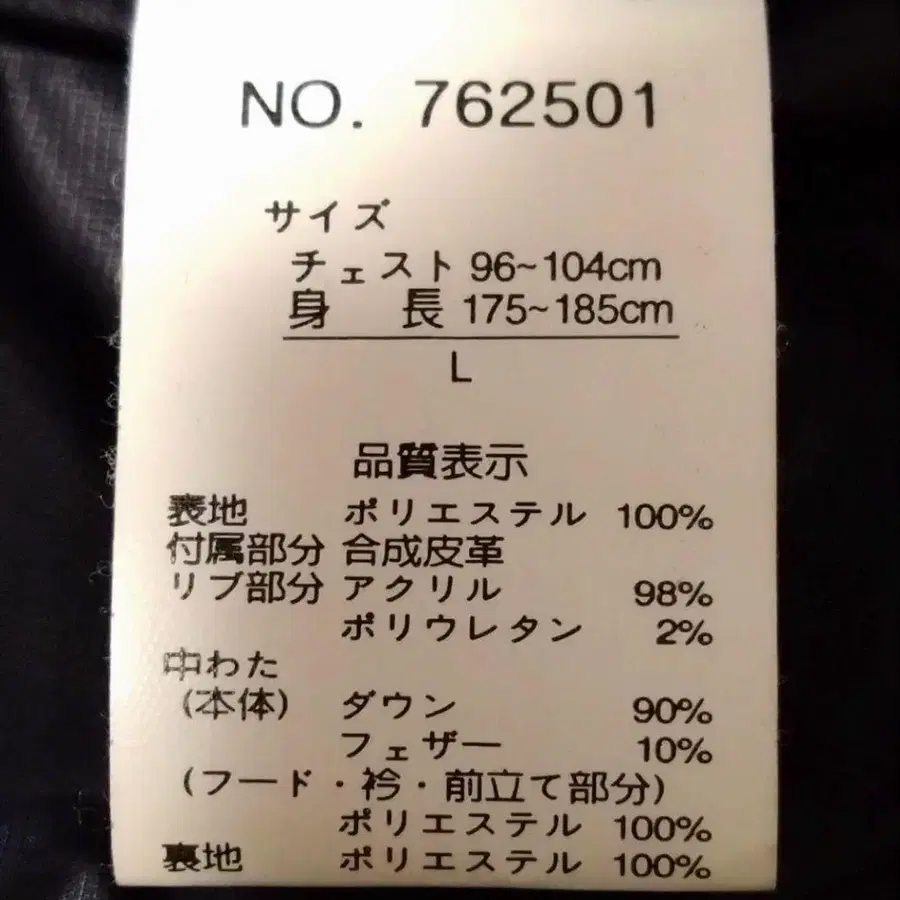 NO. 762501
サイズ
チェスト 96~104cm
身 長 175~185cm
L
品質表示
表地 ポリエステル 100%
付属部分 合成皮革
リブ部分 アクリル 98%
ポリウレタン 2%
中わた
(本体) ダウン 90%
フェザー 10%
(フード・衿・前立て部分)
ポリエステル 100%
裏地 ポリエステル 100%